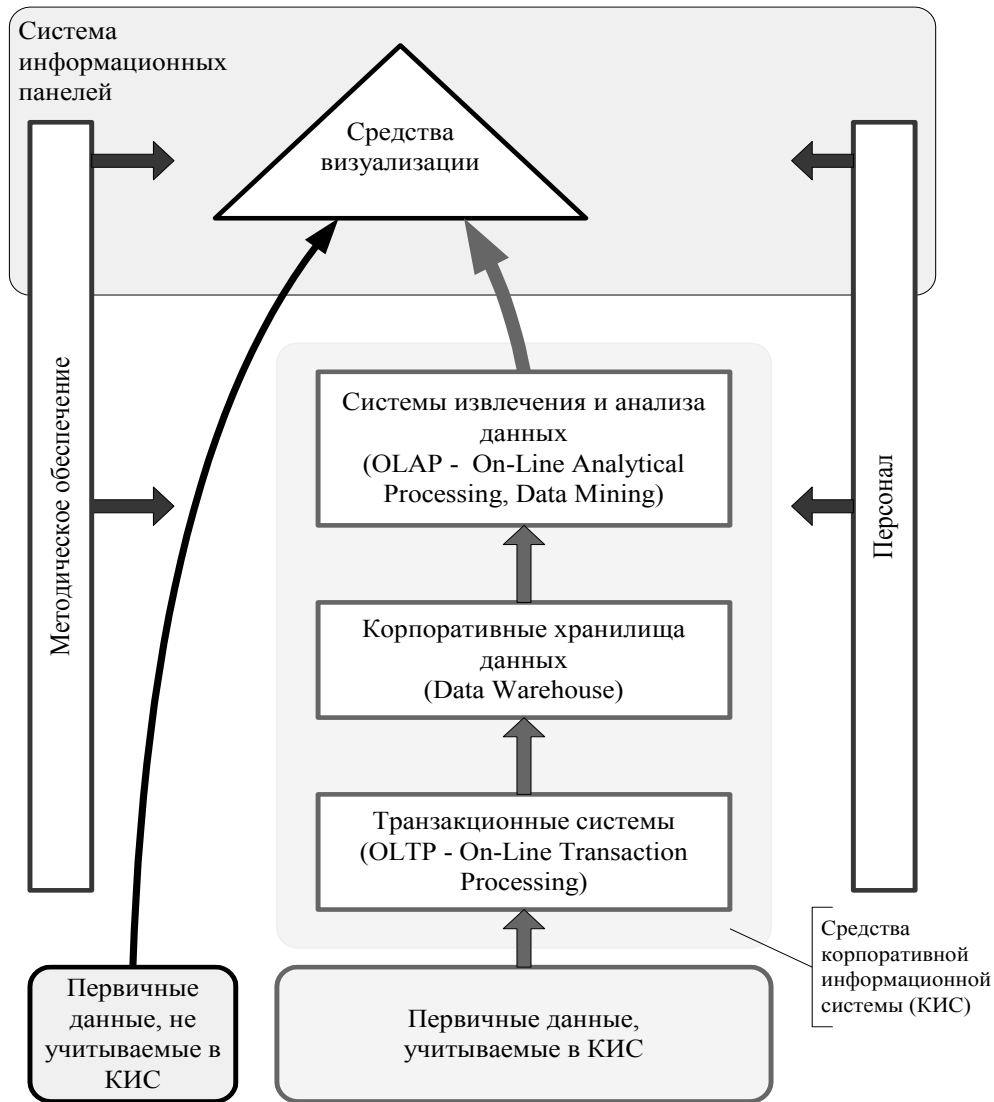 Система
информационных
панелей
Средства
визуализации
Методическое обеспечение
Персонал
Системы извлечения и анализа
данных
(OLAP - On-Line Analytical
Processing, Data Mining)
Корпоративные хранилища
данных
(Data Warehouse)
Транзакционные системы
(OLTP - On-Line Transaction
Processing)
Средства
корпоративной
информационной
системы (КИС)
Первичные
данные, не
учитываемые в
КИС
Первичные данные,
учитываемые в КИС